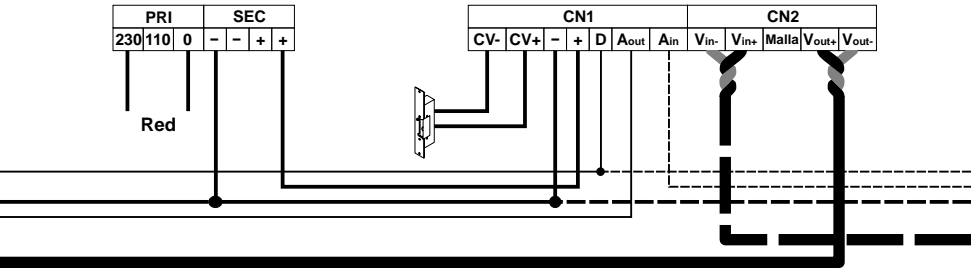 PRI SEC CN1 CN2
230 110 0 – – + + CV- CV+ – + D Aout Ain Vin- Vin+ Malla Vout+ Vout-
Red